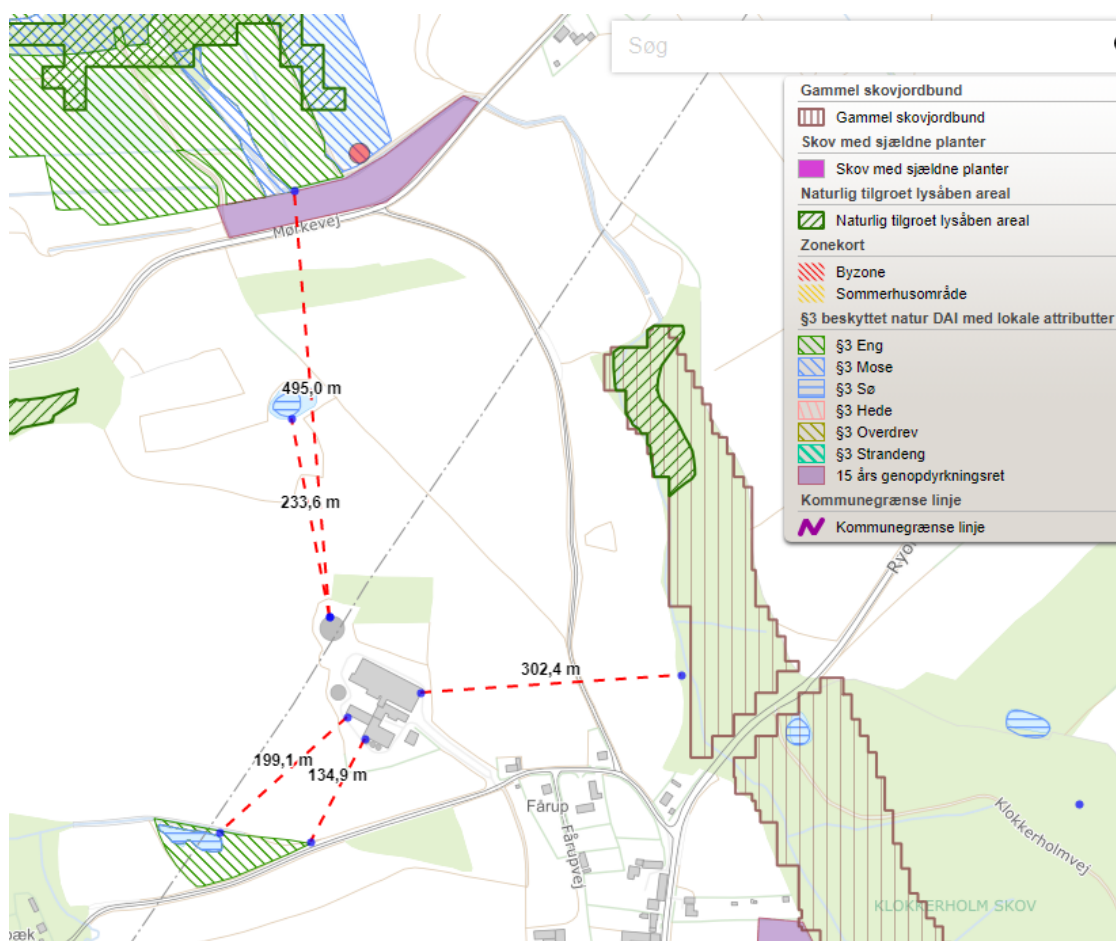 Søg
Gammel skovjordbund
Gammel skovjordbund
Skov med sjældne planter
Skov med sjældne planter
Naturlig tilgroet lysåben areal
Naturlig tilgroet lysåben areal
Zonekort
Byzone
Sommerhusområde
§3 beskyttet natur DAI med lokale attributter
§3 Eng
§3 Mose
§3 Sø
§3 Hede
§3 Overdrev
§3 Strandeng
15 års genopdyrkningsret
Kommunegrænse linje
Kommunegrænse linje
Mørkevej
495,0 m
233,6 m
302,4 m
199,1 m
134,9 m
Fårup
Fårupvej
Klokkerholmvej
KLOKKERHOLM SKOV